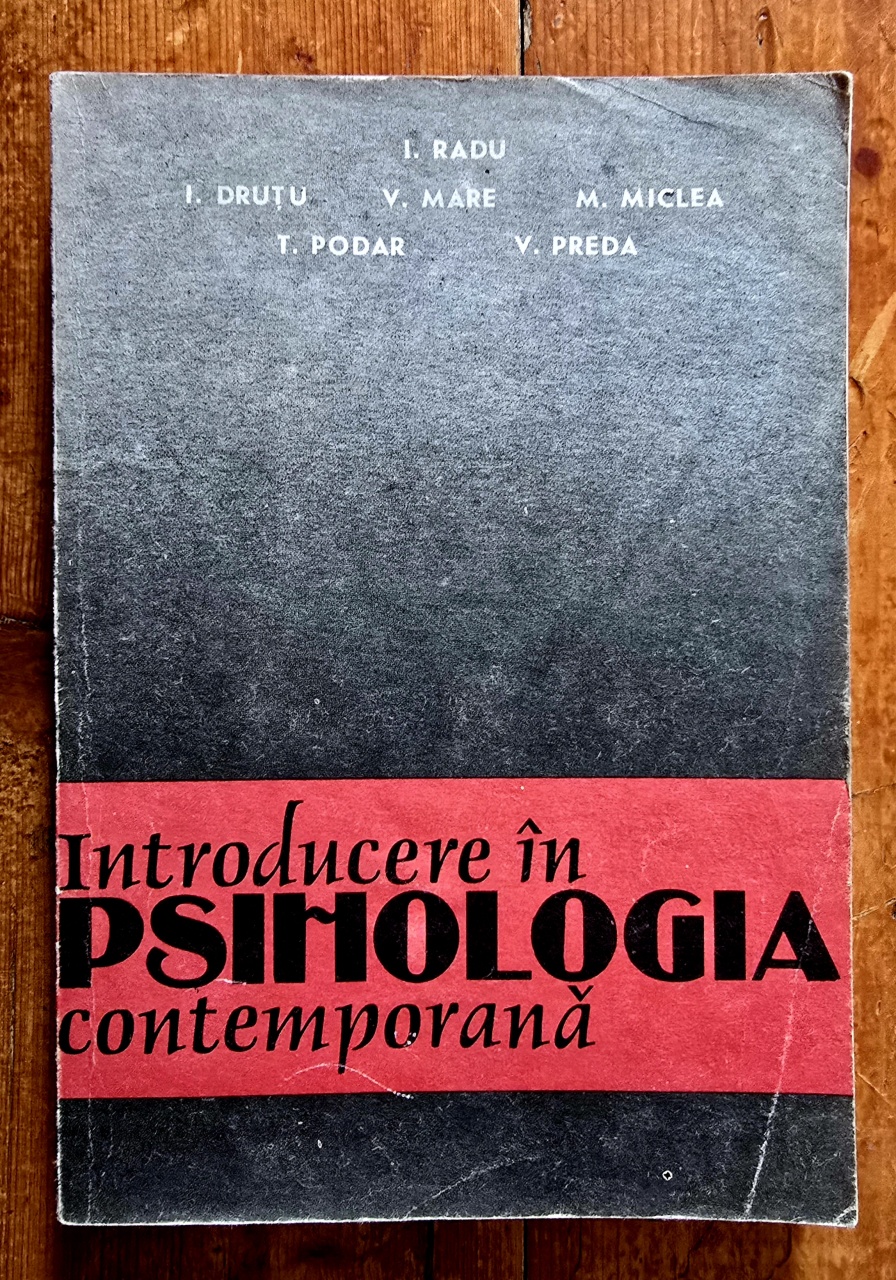 I. RADU
I. DRUȚU V. MARE M. MICLEA
T. PODAR V. PREDA
Introducere în
PSIHOLOGIA
contemporană